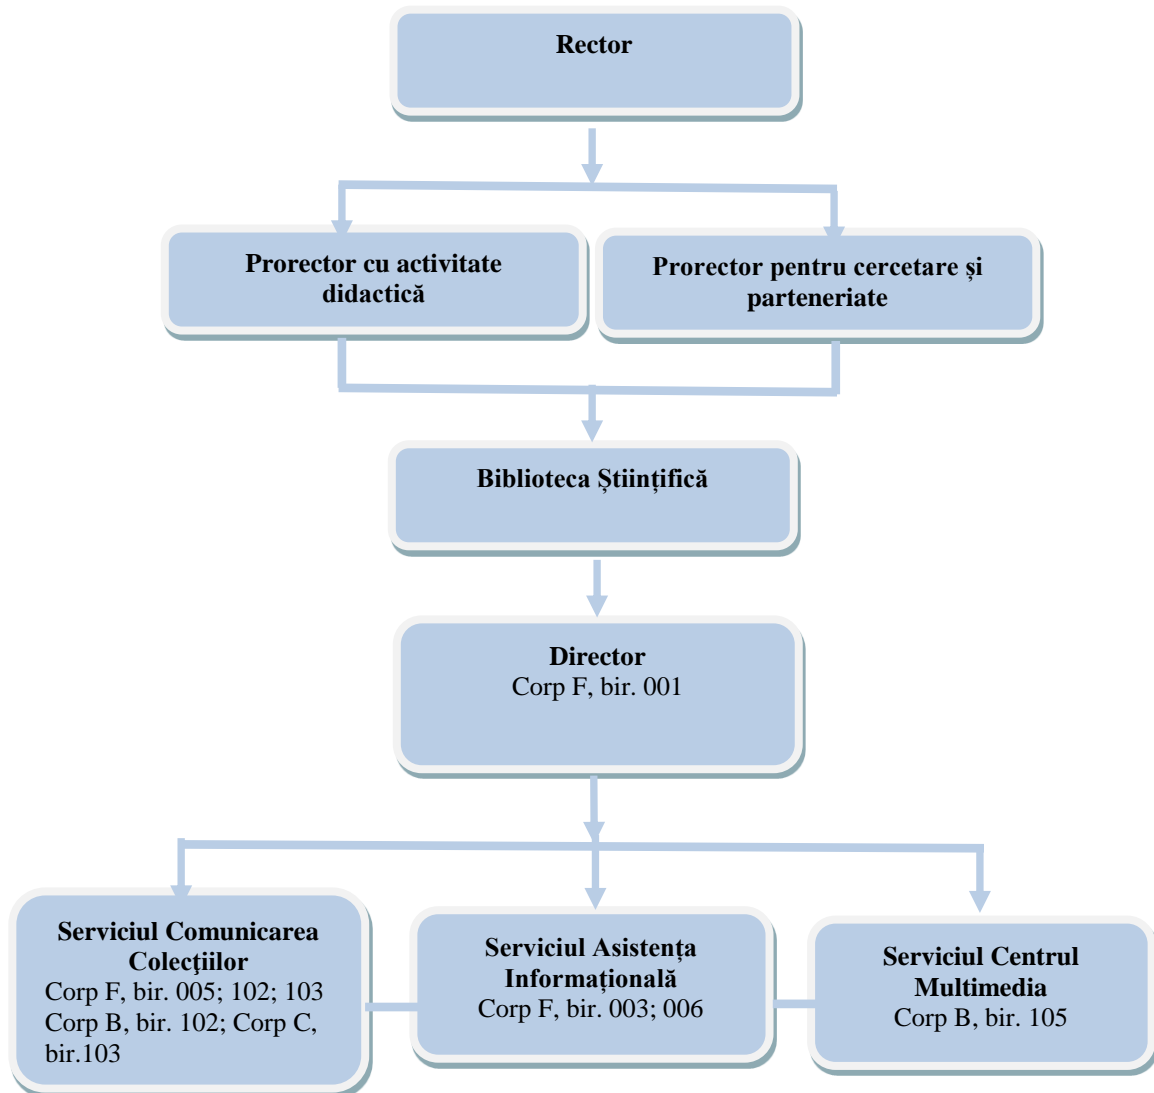 Rector
Prorector cu activitate
didactică
Prorector pentru cercetare și
parteneriate
Biblioteca Științifică
Director
Corp F, bir. 001
Serviciul Comunicarea
Colecţiilor
Corp F, bir. 005; 102; 103
Corp B, bir. 102; Corp C,
bir.103
Serviciul Asistența
Informațională
Corp F, bir. 003; 006
Serviciul Centrul
Multimedia
Corp B, bir. 105